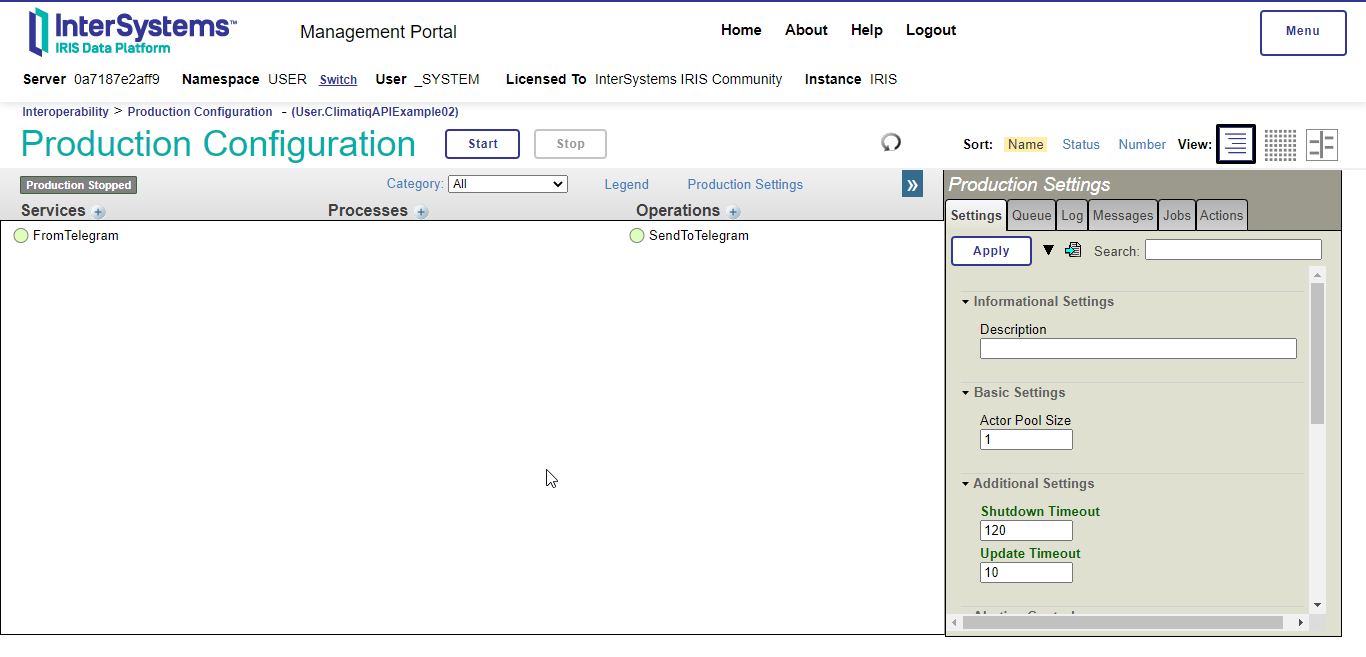 InterSystems™
IRIS Data Platform
Management Portal
Home About Help Logout
Menu
Server 0a7187e2aff9 Namespace USER Switch User _SYSTEM Licensed To InterSystems IRIS Community Instance IRIS
Interoperability > Production Configuration - (User.ClimatiqAPIExample02)
Production Configuration
Start Stop
Sort: Name Status Number View:
Production Stopped
Category: All Legend Production Settings »
Services Processes Operations
FromTelegram SendToTelegram
Production Settings
Settings Queue Log Messages Jobs Actions
Apply Search:
Informational Settings
Description
Basic Settings
Actor Pool Size
1
Additional Settings
Shutdown Timeout
120
Update Timeout
10